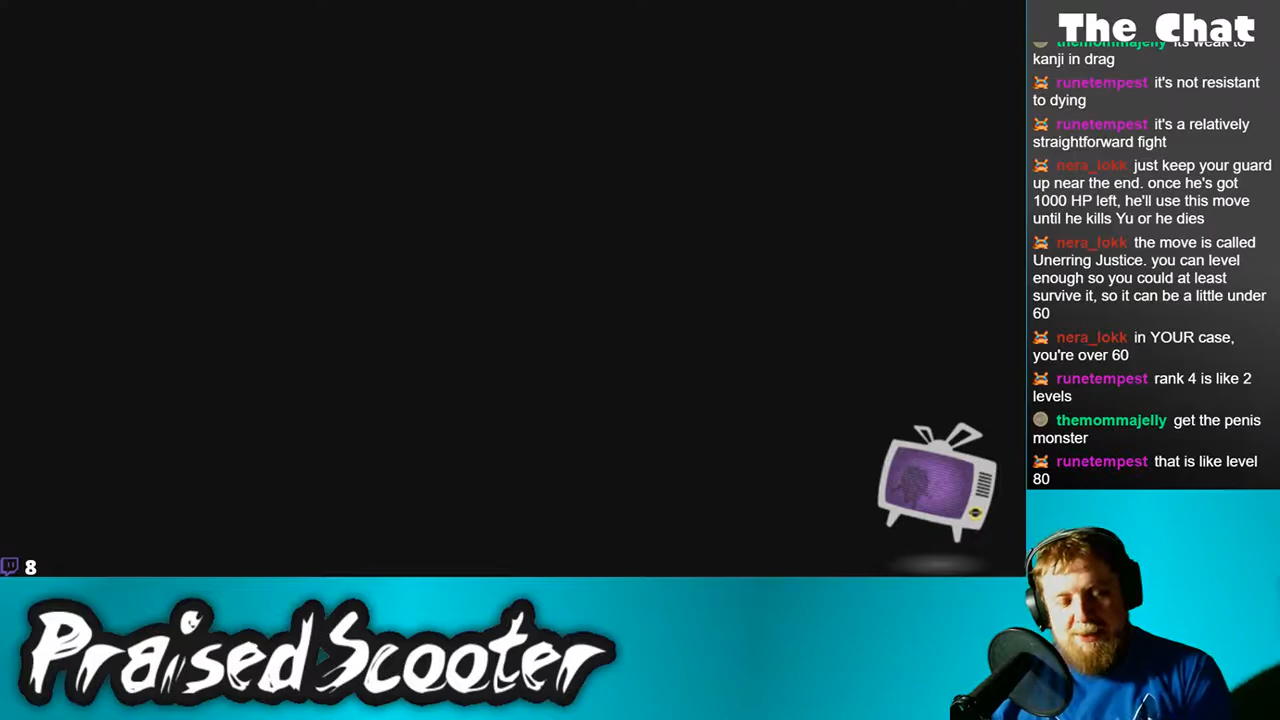 The Chat
themommajelly its weak to
kanji in drag
runetempest it's not resistant
to dying
runetempest it's a relatively
straightforward fight
nera_lokk just keep your guard
up near the end. once he's got
1000 HP left, he'll use this move
until he kills Yu or he dies
nera_lokk the move is called
Unerring Justice. you can level
enough so you could at least
survive it, so it can be a little under
60
nera_lokk in YOUR case,
you're over 60
runetempest rank 4 is like 2
levels
themommajelly get the penis
monster
runetempest that is like level
80
8
PraisedScooter